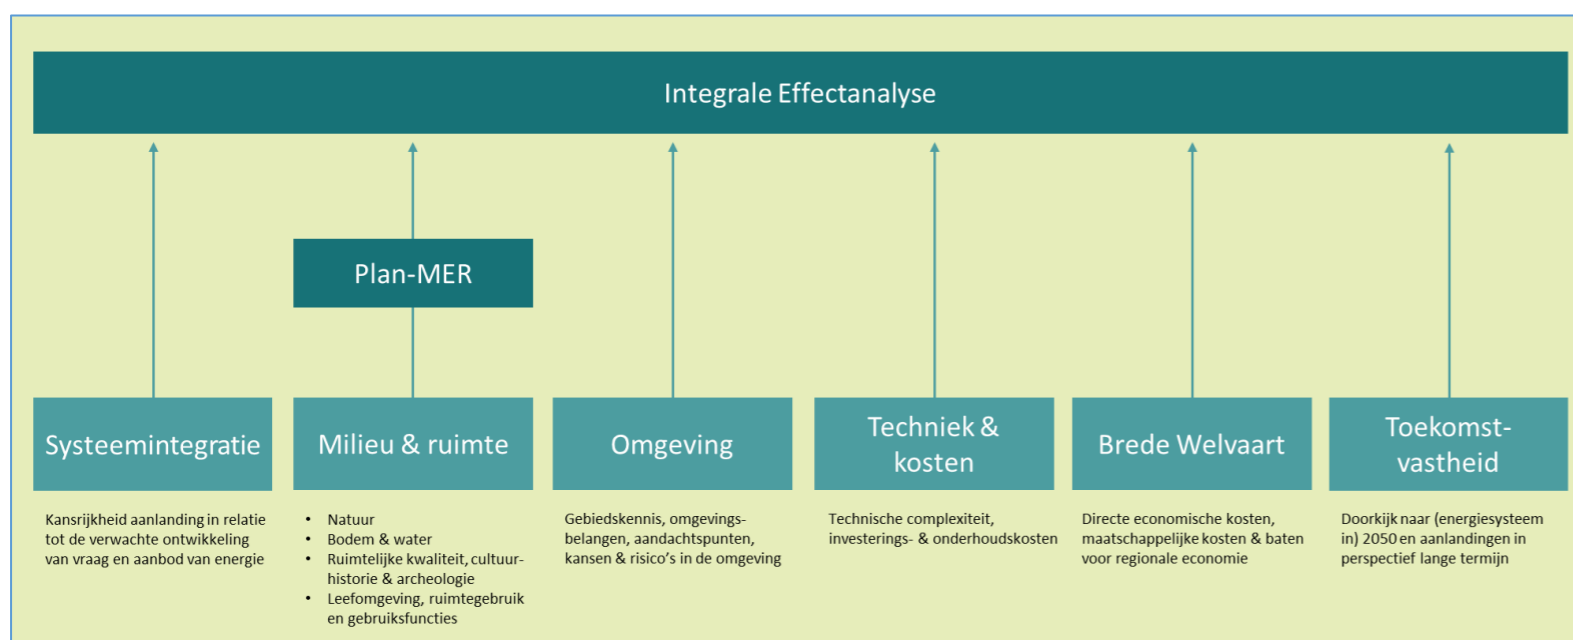 Integrale Effectanalyse
Plan-MER
Systeemintegratie
Kansrijkheid aanlanding in relatie
tot de verwachte ontwikkeling
van vraag en aanbod van energie
Milieu & ruimte
• Natuur
• Bodem & water
• Ruimtelijke kwaliteit, cultuur-
historie & archeologie
• Leefomgeving, ruimtegebruik
en gebruiksfuncties
Omgeving
Gebiedskennis, omgevings-
belangen, aandachtspunten,
kansen & risico's in de omgeving
Techniek &
kosten
Technische complexiteit,
investerings- & onderhoudskosten
Brede Welvaart
Directe economische kosten,
maatschappelijke kosten & baten
voor regionale economie
Toekomst-
vastheid
Doorkijk naar (energiesysteem
in) 2050 en aanlandingen in
perspectief lange termijn